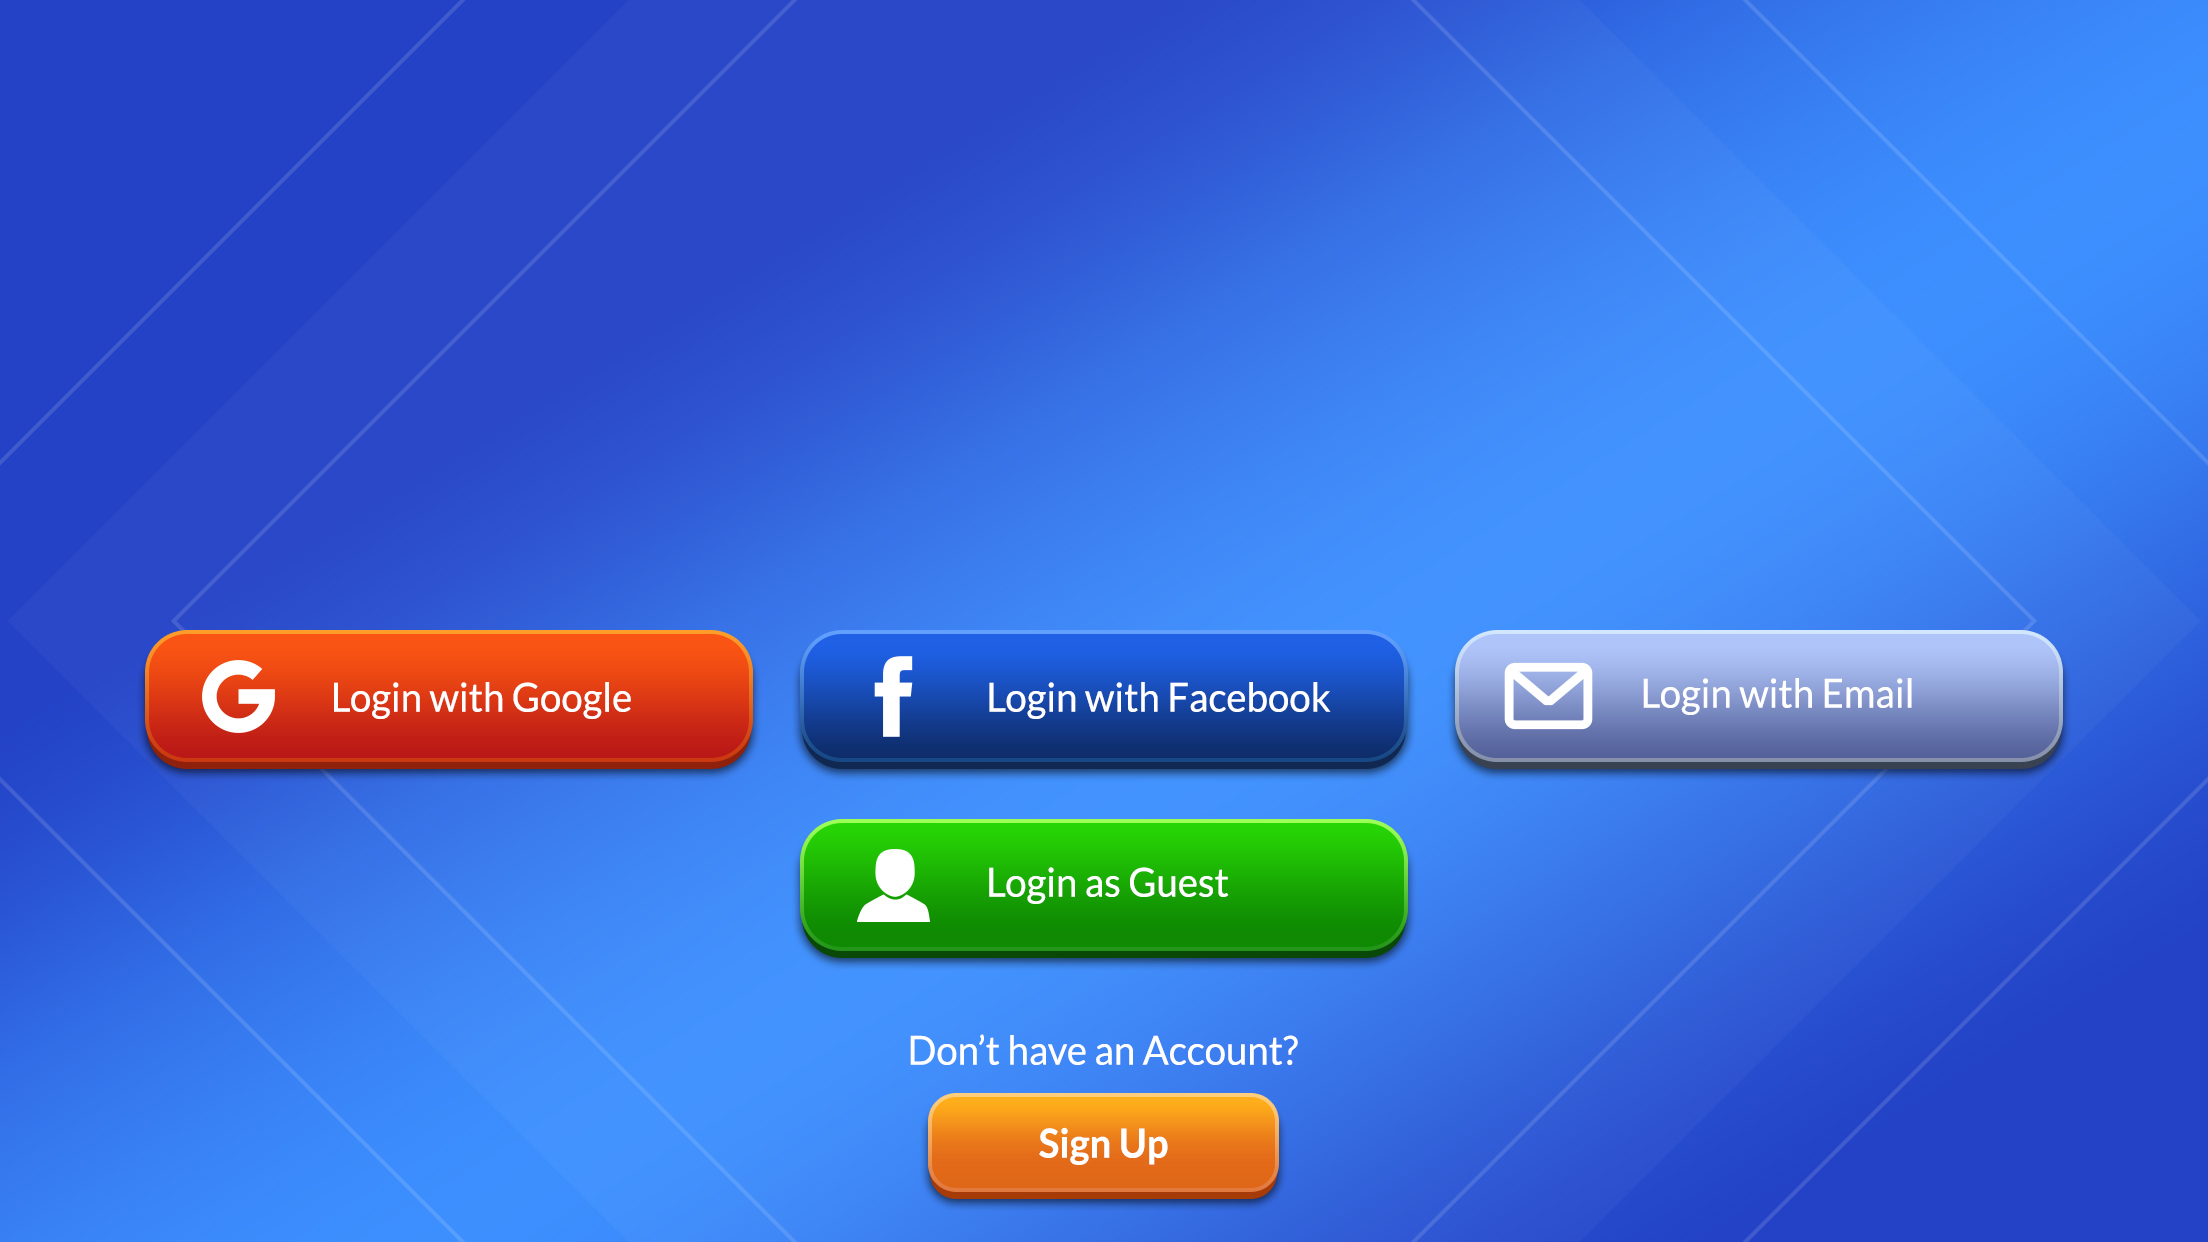 Login with Google
Login with Facebook
Login with Email
Login as Guest
Don’t have an Account?
Sign Up